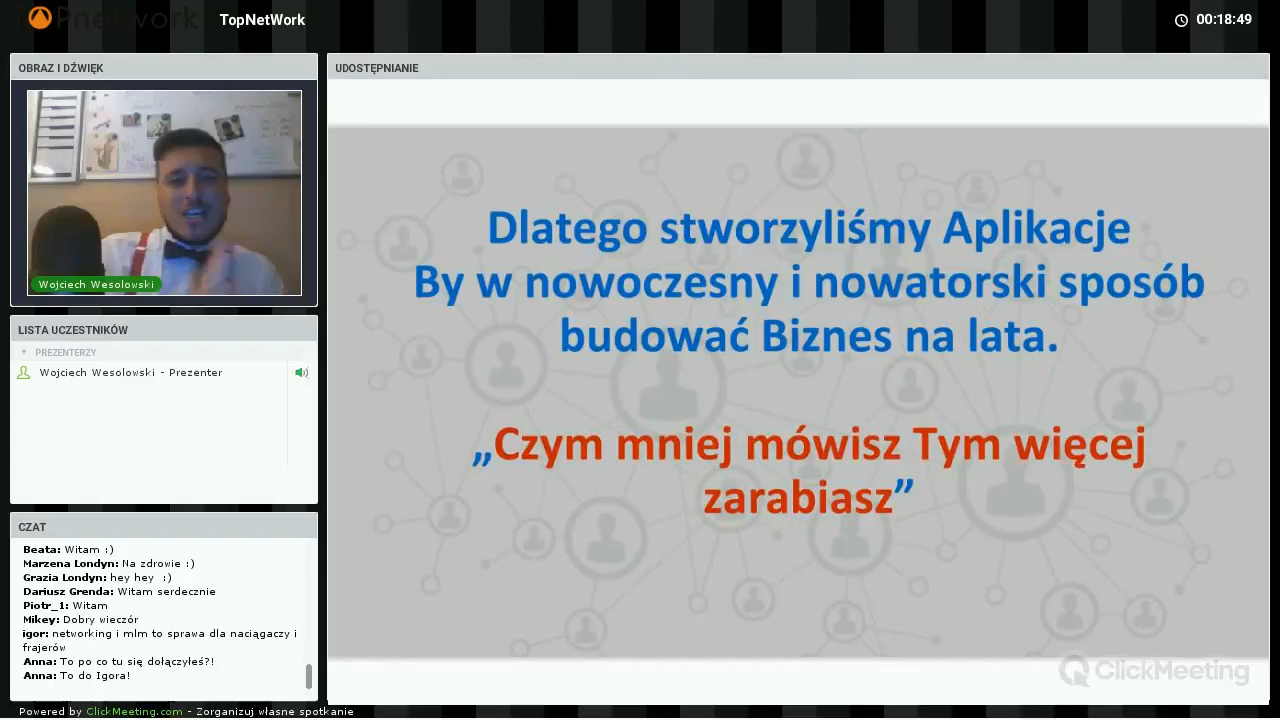 TOPnetwork
TopNetWork
00:18:49
OBRAZ I DŹWIĘK
Wojciech Wesolowski
LISTA UCZESTNIKÓW
PREZENTERZY
Wojciech Wesolowski - Prezenter
CZAT
Beata: Witam :)
Marzena Londyn: Na zdrowie :)
Grazia Londyn: hey hey :)
Dariusz Grenda: Witam serdecznie
Piotr_1: Witam
Mikey: Dobry wieczór
igor: networking i mlm to sprawa dla naciągaczy i
frajerów
Anna: To po co tu się dołączyłeś?!
Anna: To do Igora!
UDOSTĘPNIANIE
Dlatego stworzyliśmy Aplikacje
By w nowoczesny i nowatorski sposób
budować Biznes na lata.
„Czym mniej mówisz Tym więcej
zarabiasz”
ClickMeeting
Powered by ClickMeeting.com - Zorganizuj własne spotkanie